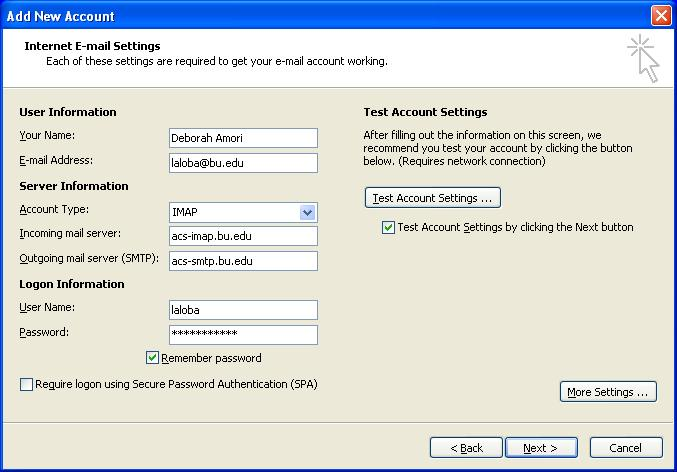 Add New Account
Internet E-mail Settings
Each of these settings are required to get your e-mail account working.
User Information
Your Name:
Deborah Amori
E-mail Address:
laloba@bu.edu
Server Information
Account Type:
IMAP
Incoming mail server:
acs-imap.bu.edu
Outgoing mail server (SMTP):
acs-smtp.bu.edu
Logon Information
User Name:
laloba
Password:
***********
Remember password
Require logon using Secure Password Authentication (SPA)
Test Account Settings
After filling out the information on this screen, we
recommend you test your account by clicking the button
below. (Requires network connection)
Test Account Settings ...
Test Account Settings by clicking the Next button
More Settings ...
< Back
Next >
Cancel